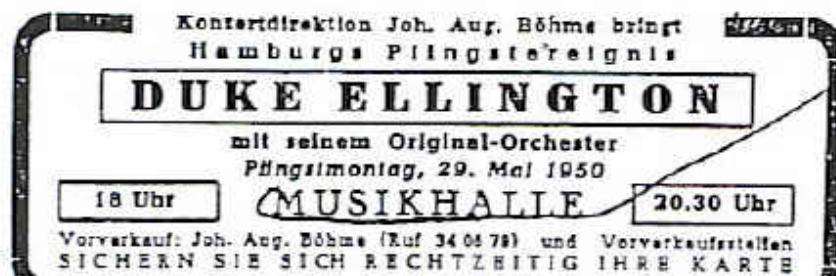 Konzertdirektion Joh. Aug. Böhme bringt
Hamburgs Pfingstereignis
DUKE ELLINGTON
mit seinem Original-Orchester
Pfingstmontag, 29. Mai 1950
18 Uhr MUSIKHALLE 20,30 Uhr
Vorverkauf: Joh. Aug. Böhme (Ruf 34 06 79) und Vorverkaufsstellen
SICHERN SIE SICH RECHTZEITIG IHRE KARTE